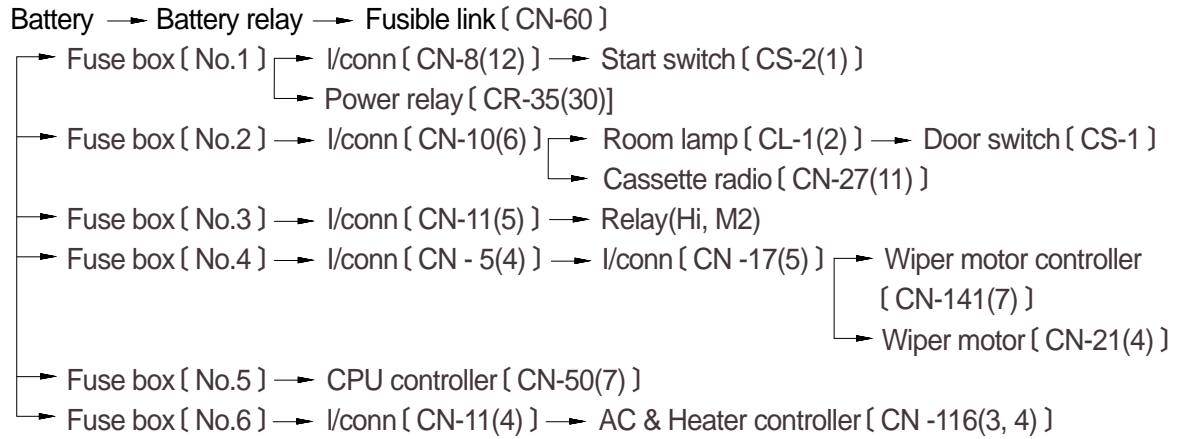 Battery → Battery relay → Fusible link〔CN-60〕
Fuse box〔No.1〕 → I/conn〔CN-8(12)〕 → Start switch〔CS-2(1)〕
→ Power relay〔CR-35(30)]
Fuse box〔No.2〕 → I/conn〔CN-10(6)〕 → Room lamp〔CL-1(2)〕 → Door switch〔CS-1〕
→ Cassette radio〔CN-27(11)〕
Fuse box〔No.3〕 → I/conn〔CN-11(5)〕 → Relay(Hi, M2)
Fuse box〔No.4〕 → I/conn〔CN - 5(4)〕 → I/conn〔CN -17(5)〕 → Wiper motor controller
〔CN-141(7)〕
→ Wiper motor〔CN-21(4)〕
Fuse box〔No.5〕 → CPU controller〔CN-50(7)〕
Fuse box〔No.6〕 → I/conn〔CN-11(4)〕 → AC & Heater controller〔CN -116(3, 4)〕